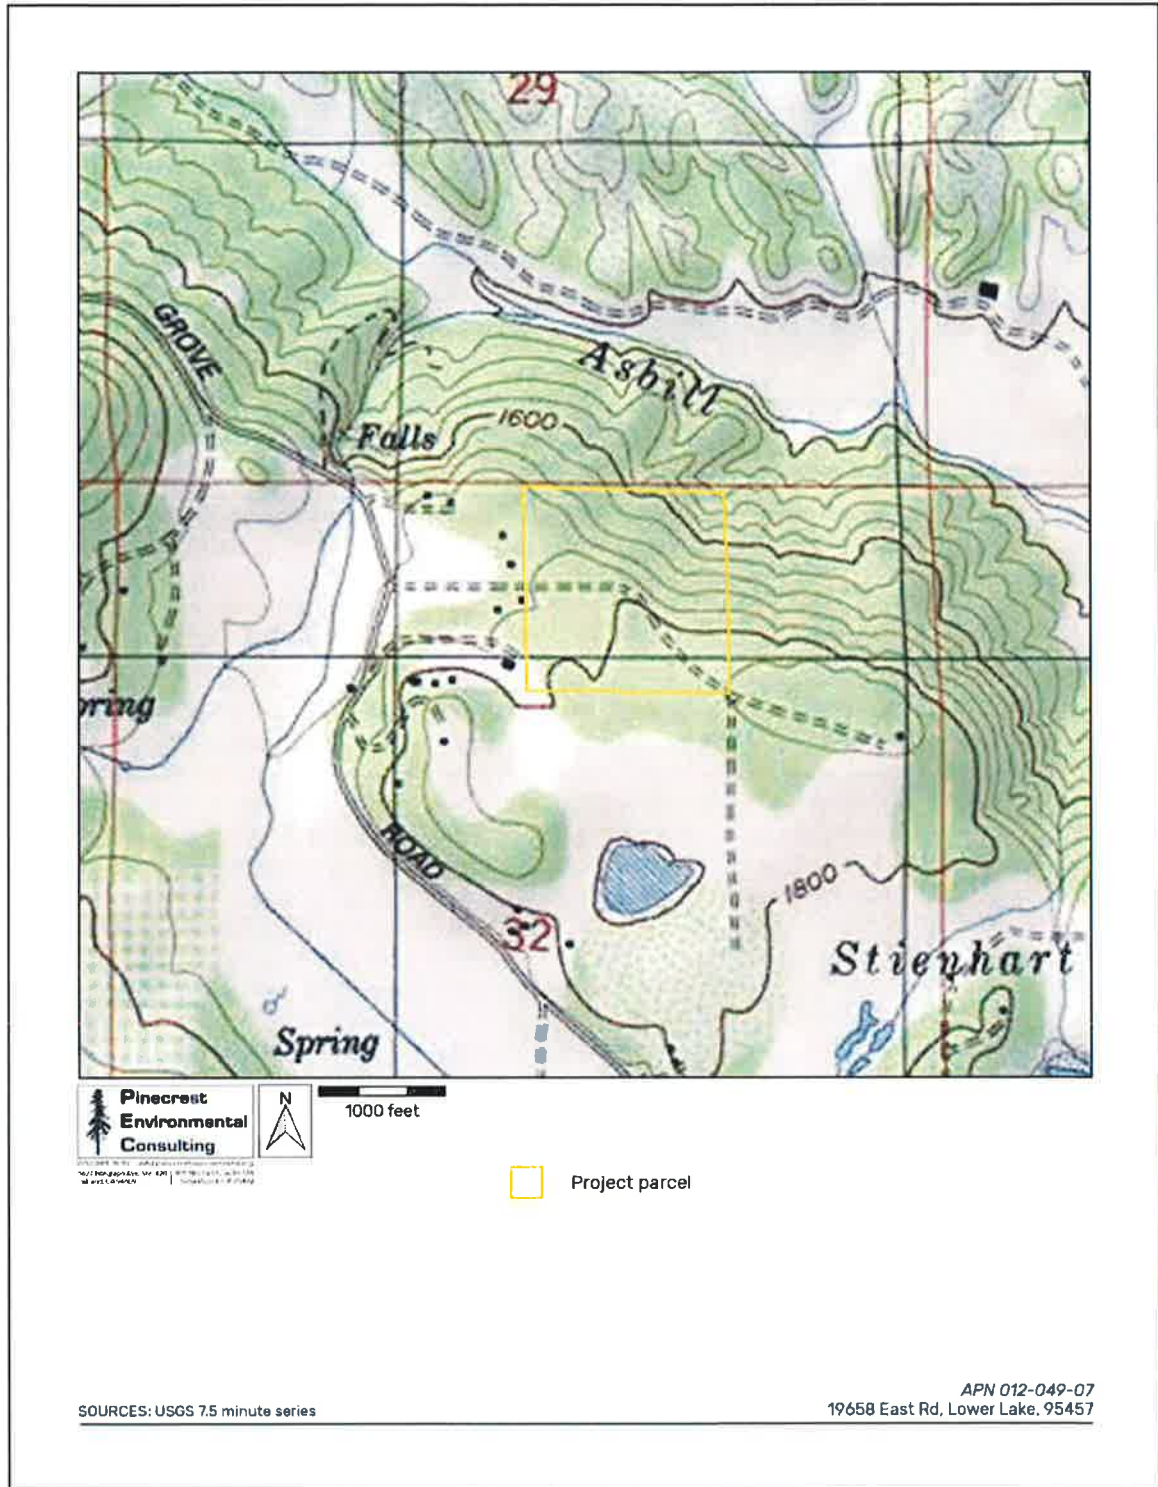 29
GROVE
Asbill
1600
Falls
pring
ROAD
1800
32
Stienhart
Spring
Pinecrest
Environmental
Consulting
N
1000 feet
Project parcel
APN 012-049-07
SOURCES: USGS 7.5 minute series
19658 East Rd, Lower Lake, 95457